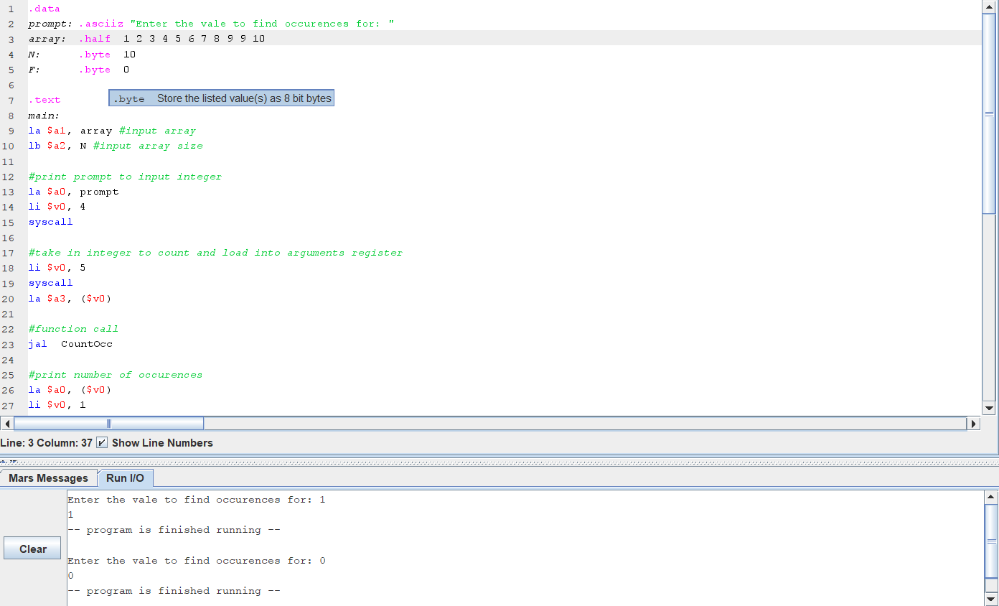 1 .data
2 prompt: .asciiz "Enter the vale to find occurences for: "
3 array: .half 1 2 3 4 5 6 7 8 9 9 10
4 N: .byte 10
5 F: .byte 0
6
7 .text
.byte Store the listed value(s) as 8 bit bytes
8 main:
9 la $a1, array #input array
10 lb $a2, N #input array size
11
12 #print prompt to input integer
13 la $a0, prompt
14 li $v0, 4
15 syscall
16
17 #take in integer to count and load into arguments register
18 li $v0, 5
19 syscall
20 la $a3, ($v0)
21
22 #function call
23 jal CountOcc
24
25 #print number of occurences
26 la $a0, ($v0)
27 li $v0, 1
Line: 3 Column: 37 Show Line Numbers
Mars Messages Run I/O
Clear
Enter the vale to find occurences for: 1
1
-- program is finished running --
Enter the vale to find occurences for: 0
0
-- program is finished running --